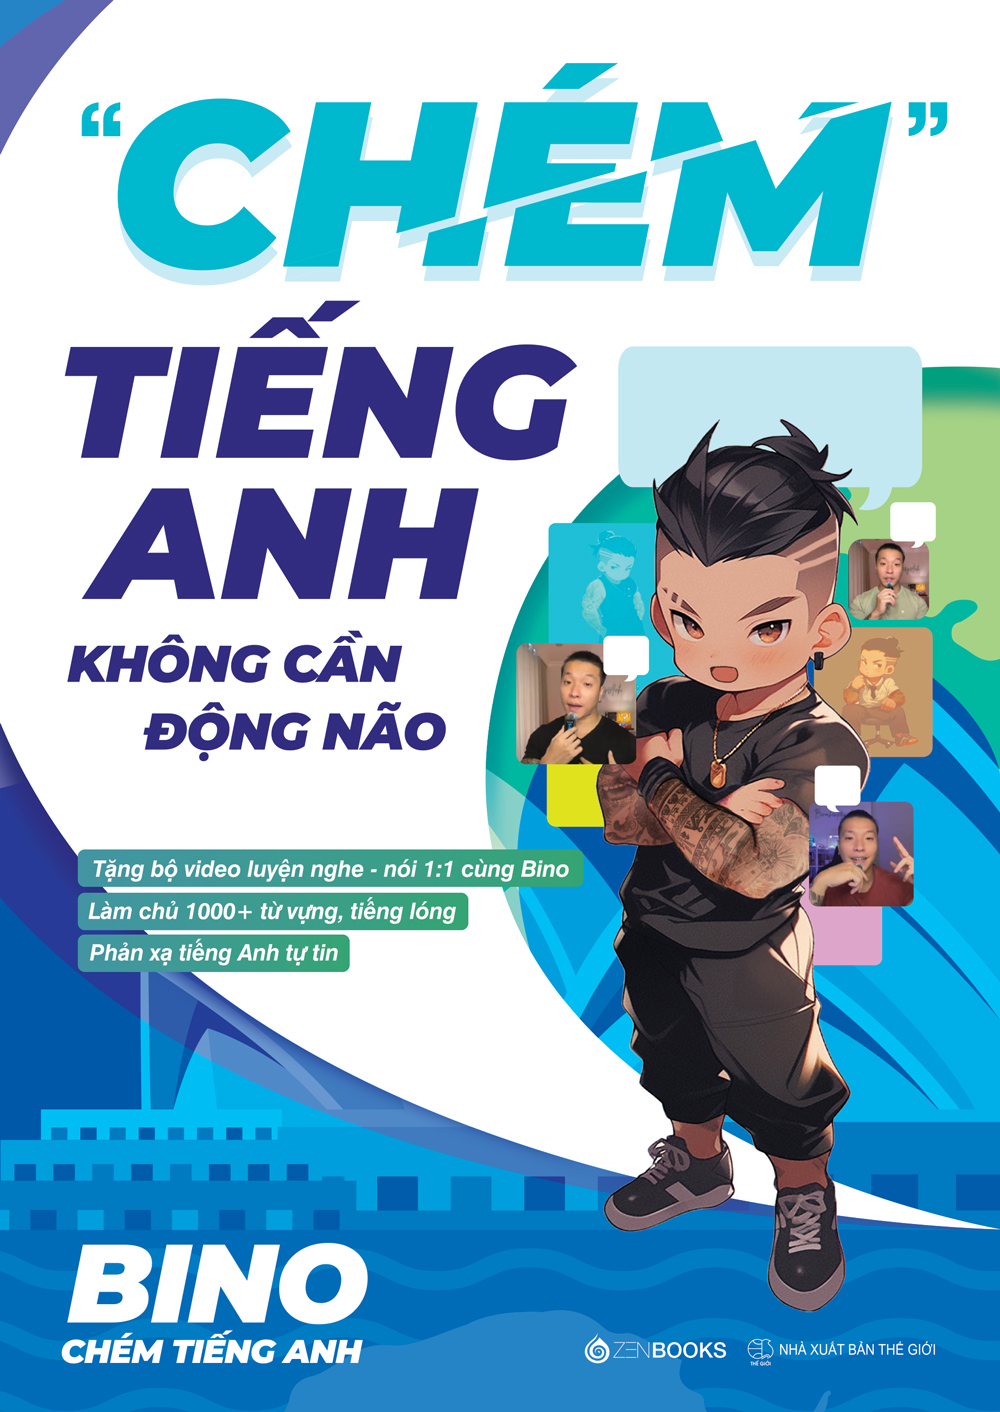 “CHÉM”
TIẾNG
ANH
KHÔNG CẦN
ĐỘNG NÃO
Tặng bộ video luyện nghe - nói 1:1 cùng Bino
Làm chủ 1000+ từ vựng, tiếng lóng
Phản xạ tiếng Anh tự tin
BINO
CHÉM TIẾNG ANH
ZENBOOKS
THẾ GIỚI
NHÀ XUẤT BẢN THẾ GIỚI